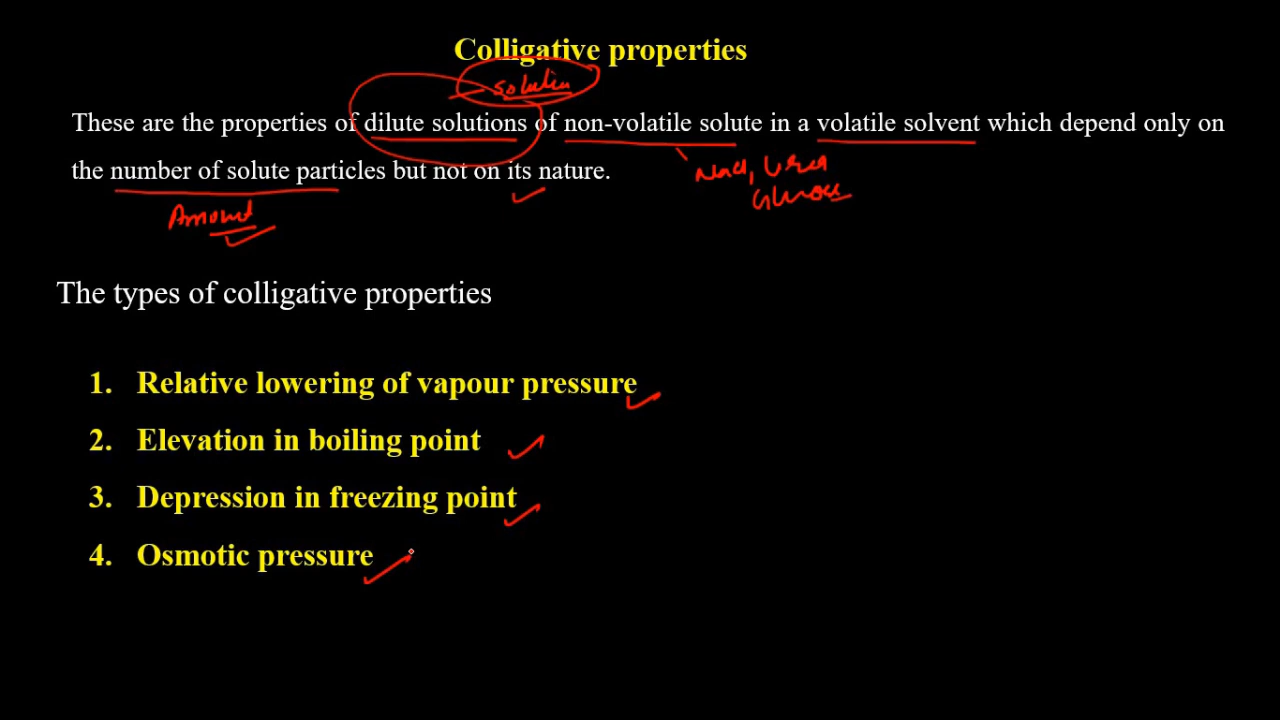 Colligative properties
solution
These are the properties of dilute solutions of non-volatile solute in a volatile solvent which depend only on
the number of solute particles but not on its nature.
NaCl, Urea
Glucose
Amount
The types of colligative properties
1. Relative lowering of vapour pressure
2. Elevation in boiling point
3. Depression in freezing point
4. Osmotic pressure